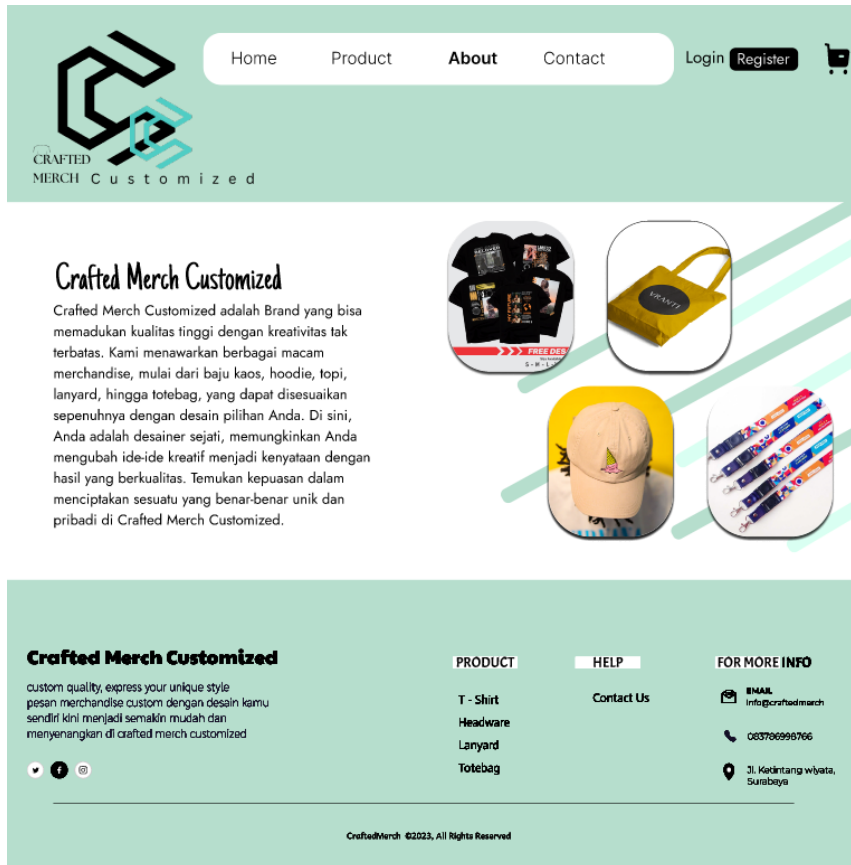 Home Product About Contact
Login Register
CRAFTED
MERCH Customized
Crafted Merch Customized
Crafted Merch Customized adalah Brand yang bisa
memadukan kualitas tinggi dengan kreativitas tak
terbatas. Kami menawarkan berbagai macam
merchandise, mulai dari baju kaos, hoodie, topi,
lanyard, hingga totebag, yang dapat disesuaikan
sepenuhnya dengan desain pilihan Anda. Di sini,
Anda adalah desainer sejati, memungkinkan Anda
mengubah ide-ide kreatif menjadi kenyataan dengan
hasil yang berkualitas. Temukan kepuasan dalam
menciptakan sesuatu yang benar-benar unik dan
pribadi di Crafted Merch Customized.
FREE DES
S - M - L -
VRANTI
Crafted Merch Customized
custom quality, express your unique style
pesan merchandise custom dengan desain kamu
sendiri kini menjadi semakin mudah dan
menyenangkan di crafted merch customized
PRODUCT
T - Shirt
Headware
Lanyard
Totebag
HELP
Contact Us
FOR MORE INFO
EMAIL
info@craftedmerch
083786998766
Jl. Ketintang wiyata,
Surabaya
CraftedMerch ©2023, All Rights Reserved